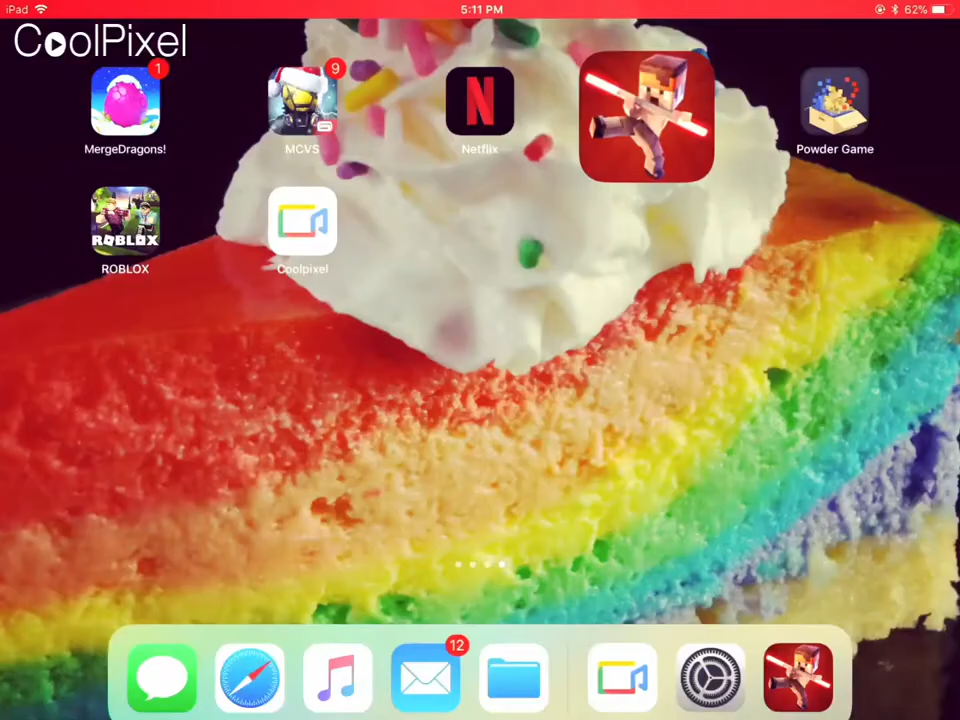 iPad 5:11 PM 62%
CoolPixel
1 9
MergeDragons! MCVS Netflix Powder Game
N
ROBLOX
ROBLOX Coolpixel
12